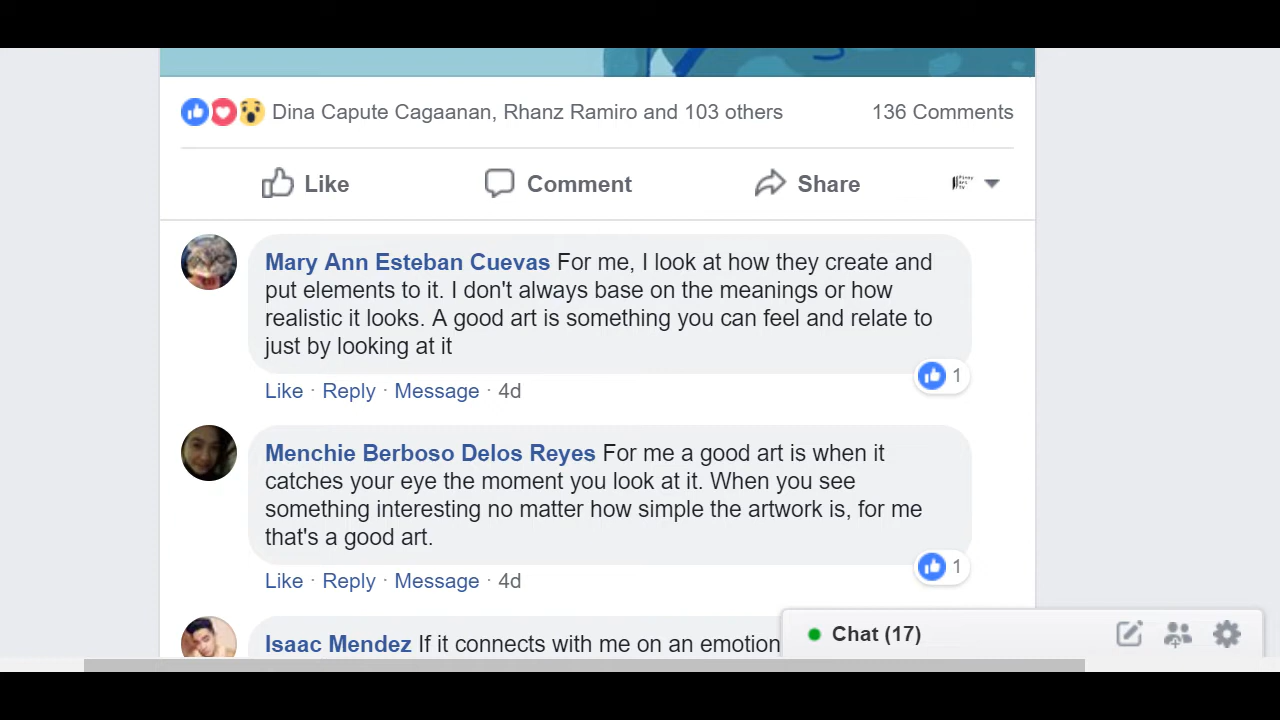 Dina Capute Cagaanan, Rhanz Ramiro and 103 others 136 Comments
Like Comment Share
Mary Ann Esteban Cuevas For me, I look at how they create and
put elements to it. I don't always base on the meanings or how
realistic it looks. A good art is something you can feel and relate to
just by looking at it
1
Like · Reply · Message · 4d
Menchie Berboso Delos Reyes For me a good art is when it
catches your eye the moment you look at it. When you see
something interesting no matter how simple the artwork is, for me
that's a good art.
1
Like · Reply · Message · 4d
Isaac Mendez If it connects with me on an emotion
Chat (17)